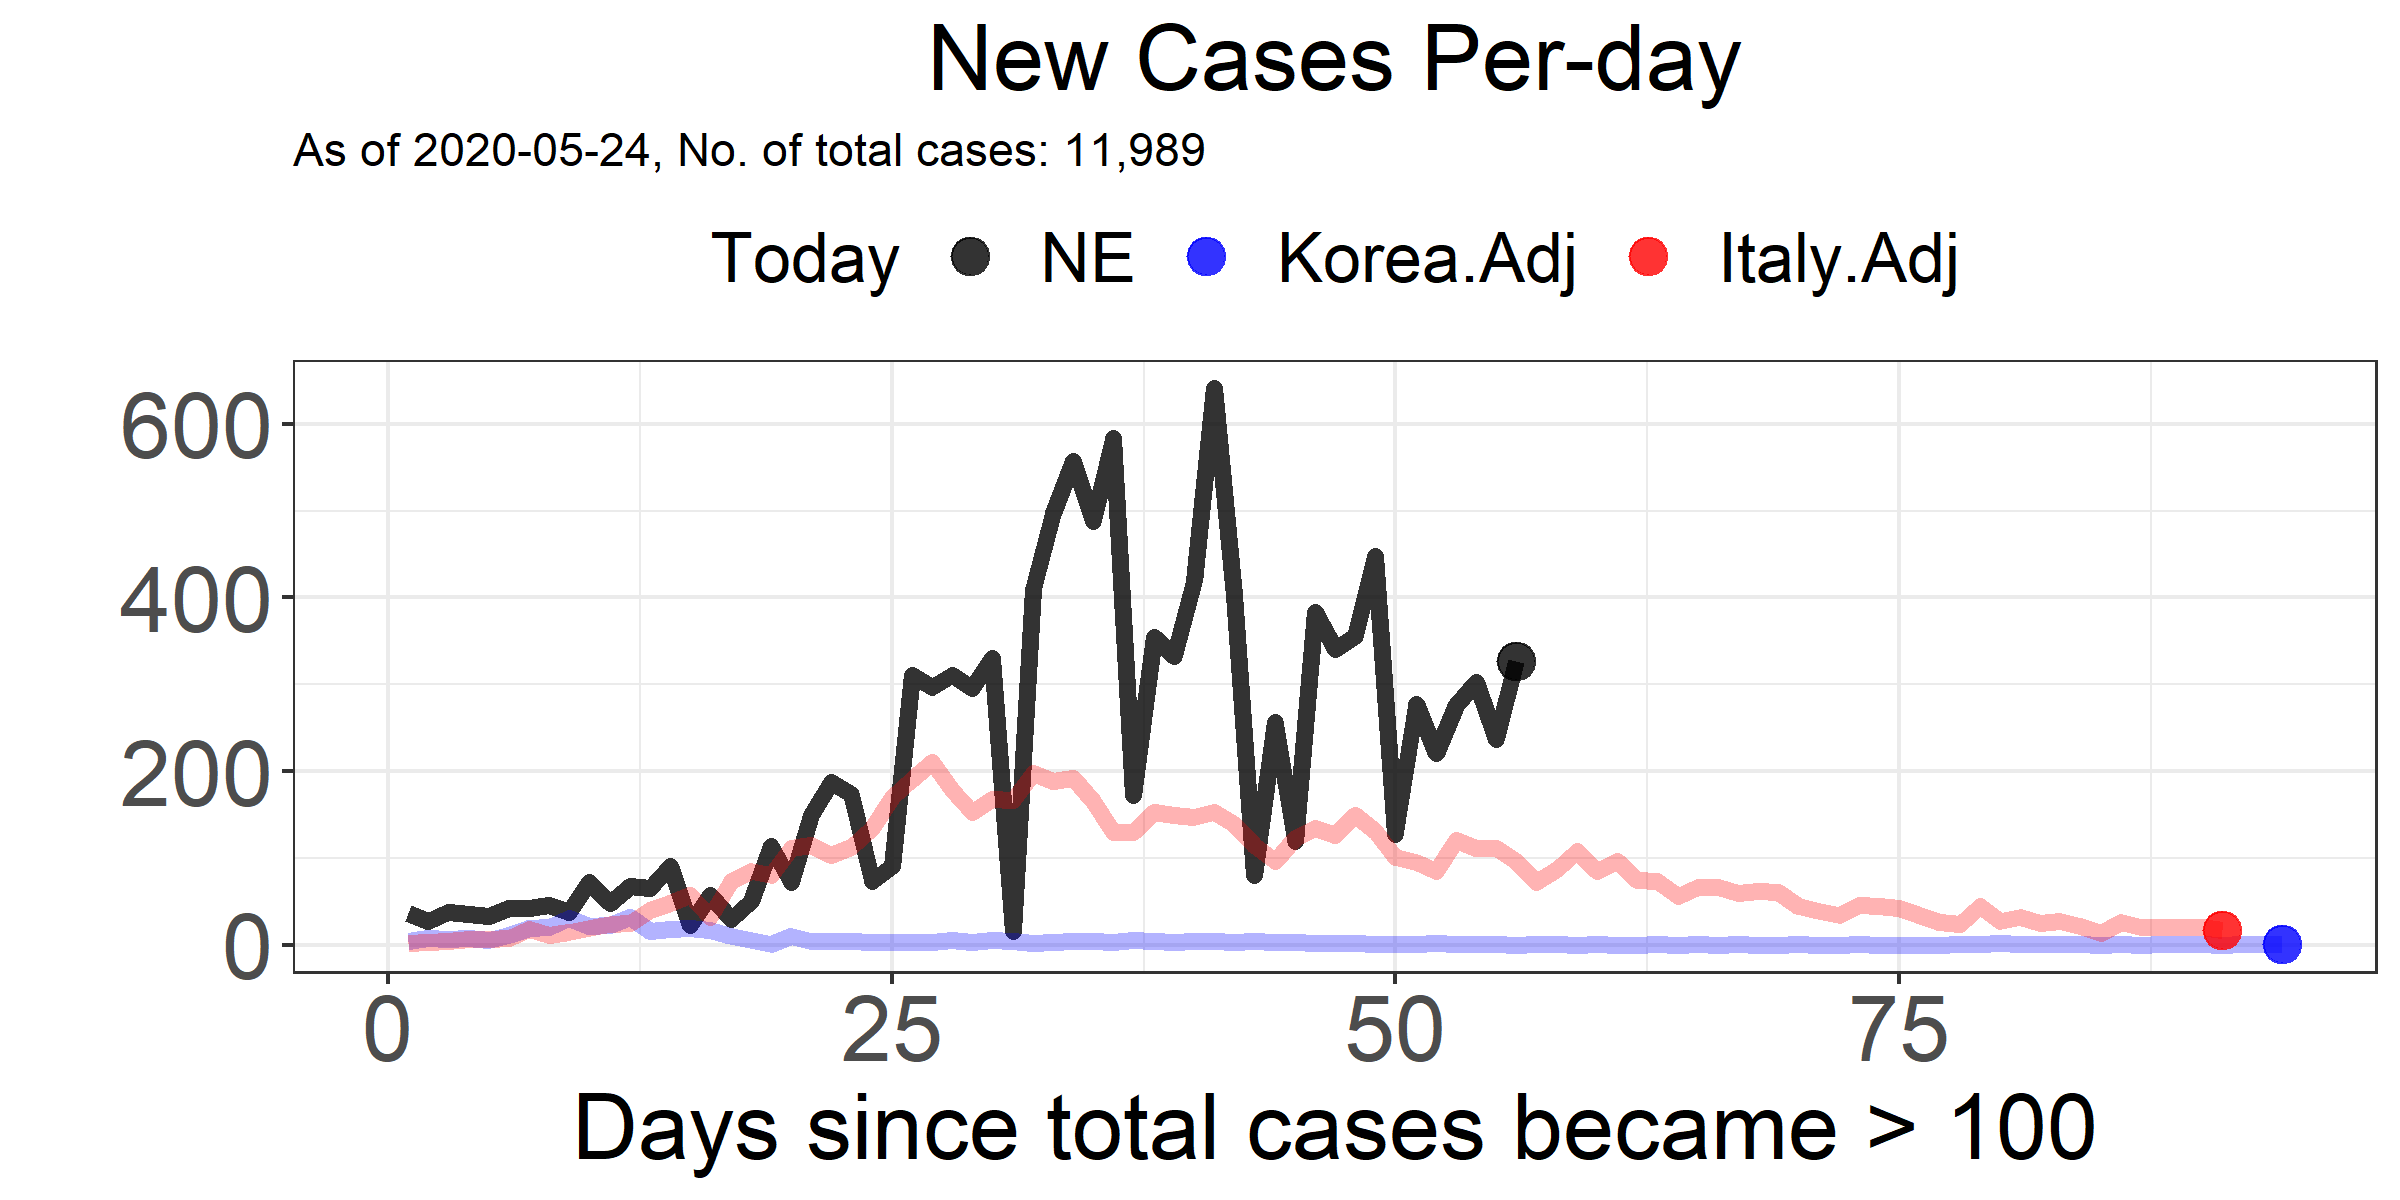 New Cases Per-day
As of 2020-05-24, No. of total cases: 11,989
Today NE Korea.Adj Italy.Adj
600
400
200
0
0 25 50 75
Days since total cases became > 100